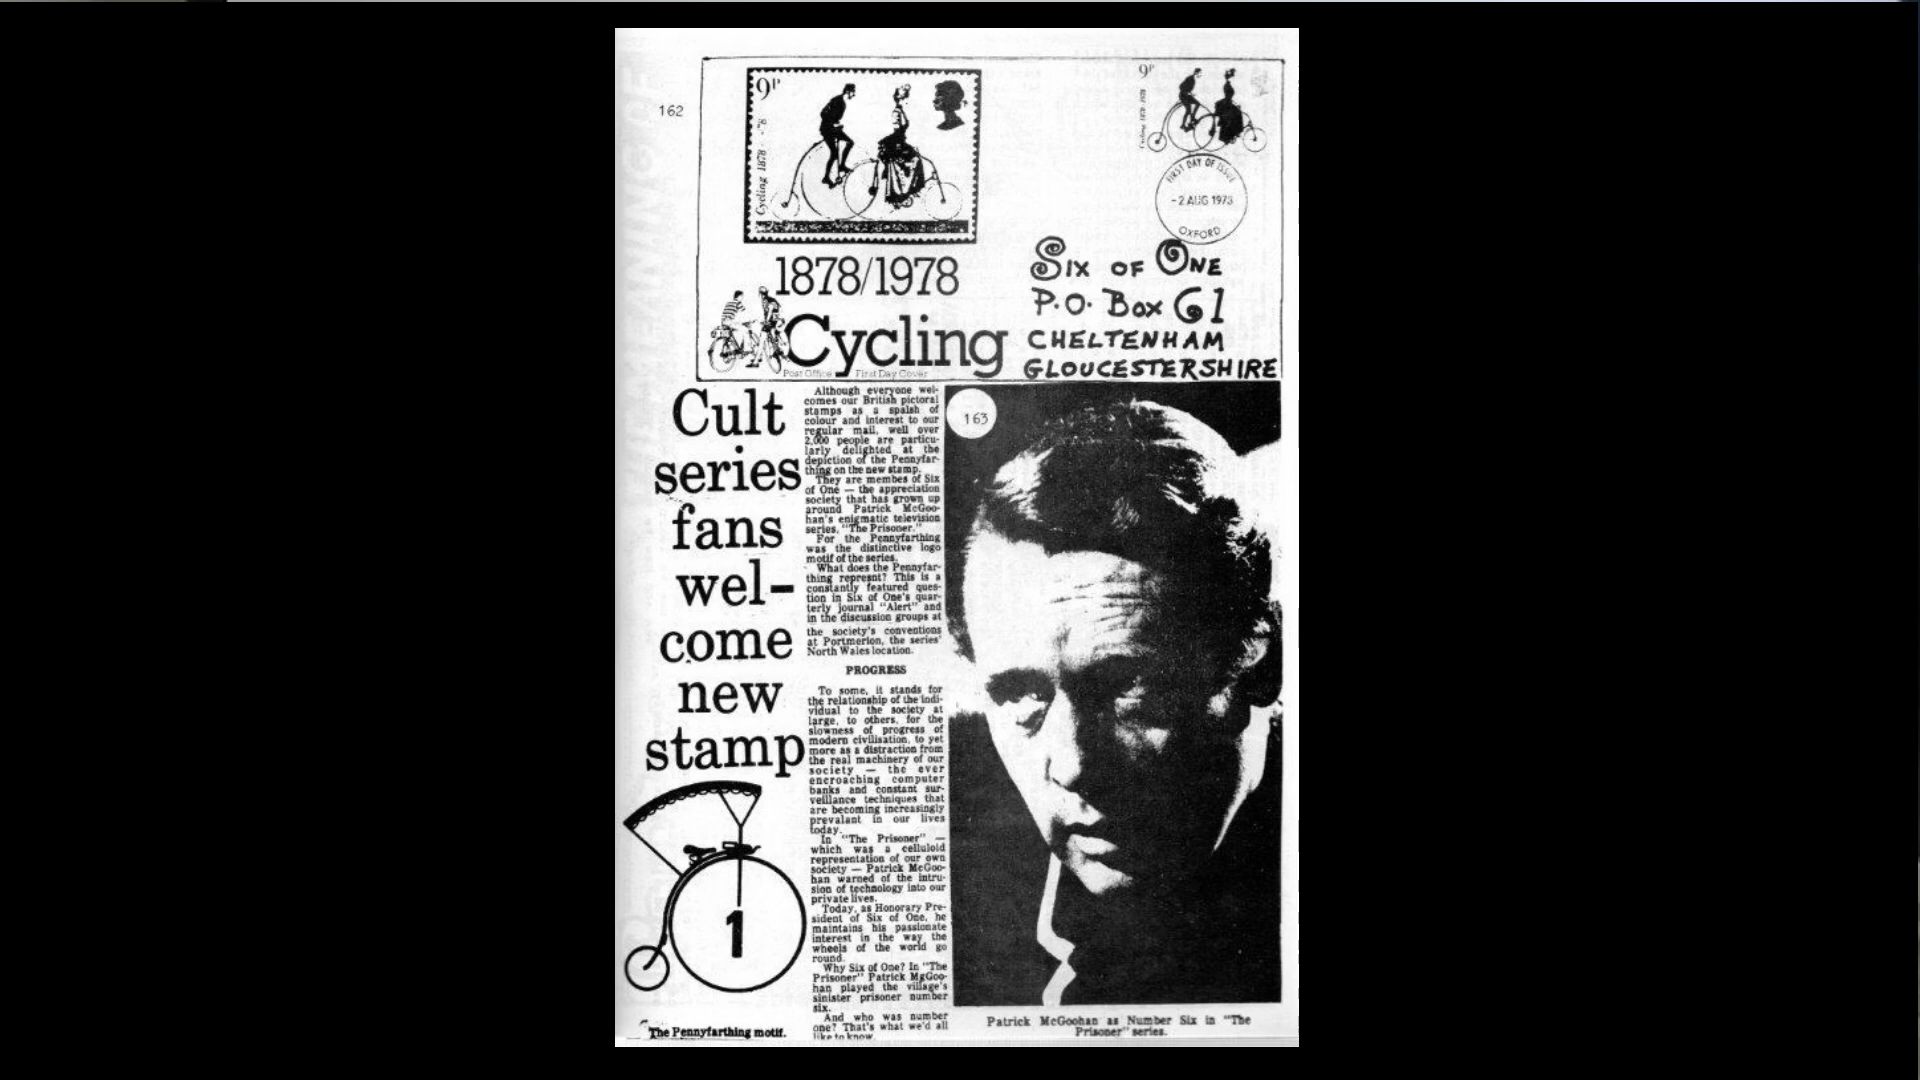 162
9P
Cycling 1878-1978
1878/1978
Cycling
Post Office First Day Cover
9P
FIRST DAY OF ISSUE
-2 AUG 1978
OXFORD
SIX OF ONE
P.O. BOX 61
CHELTENHAM
GLOUCESTERSHIRE
Cult
series
fans
wel-
come
new
stamp
1
The Pennyfarthing motif.
Although everyone wel-
comes our British pictoral
stamps as a spalsh of
colour and interest to our
regular mail, well over
2,000 people are particu-
larly delighted at the
depiction of the Pennyfar-
thing on the new stamp.
They are membes of Six
of One — the appreciation
society that has grown up
around Patrick McGoo-
han's enigmatic television
series, "The Prisoner."
For the Pennyfarthing
was the distinctive logo
motif of the series.
What does the Pennyfar-
thing represnt? This is a
constantly featured ques-
tion in Six of One's quar-
terly journal "Alert" and
in the discussion groups at
the society's conventions
at Portmerion, the series'
North Wales location.
PROGRESS
To some, it stands for
the relationship of the indi-
vidual to the society at
large, to others, for the
slowness of progress of
modern civilisation, to yet
more as a distraction from
the real machinery of our
society — the ever
encroaching computer
banks and constant sur-
veillance techniques that
are becoming increasingly
prevalant in our lives
today.
In "The Prisoner" —
which was a celluloid
representation of our own
society — Patrick McGoo-
han warned of the intru-
sion of technology into our
private lives.
Today, as Honorary Pre-
sident of Six of One, he
maintains his passionate
interest in the way the
wheels of the world go
round.
Why Six of One? In "The
Prisoner" Patrick MgGoo-
han played the village's
sinister prisoner number
six.
And who was number
one? That's what we'd all
like to know.
163
Patrick McGoohan as Number Six in "The
Prisoner" series.